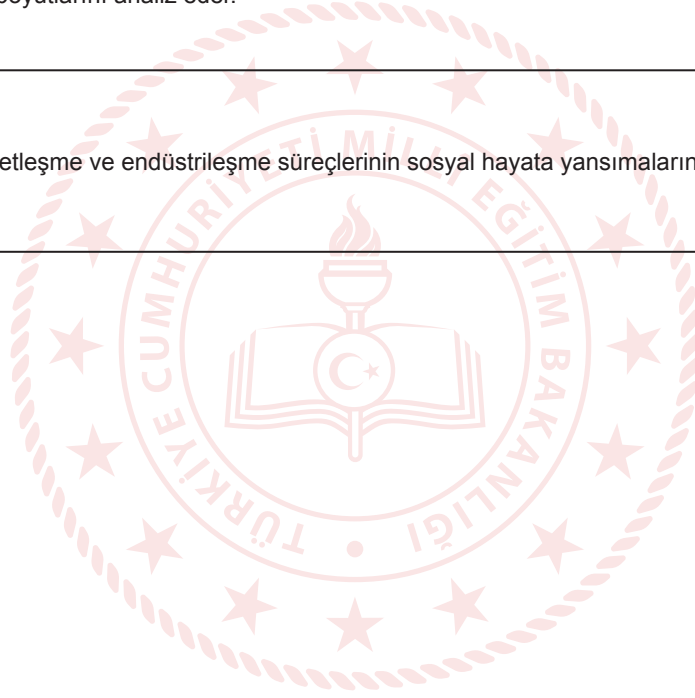 boyutlarını analiz eder.
etleşme ve endüstrileşme süreçlerinin sosyal hayata yansımaların
TÜRKİYE CUMHURİYETİ MİLLÎ EĞİTİM BAKANLIĞI